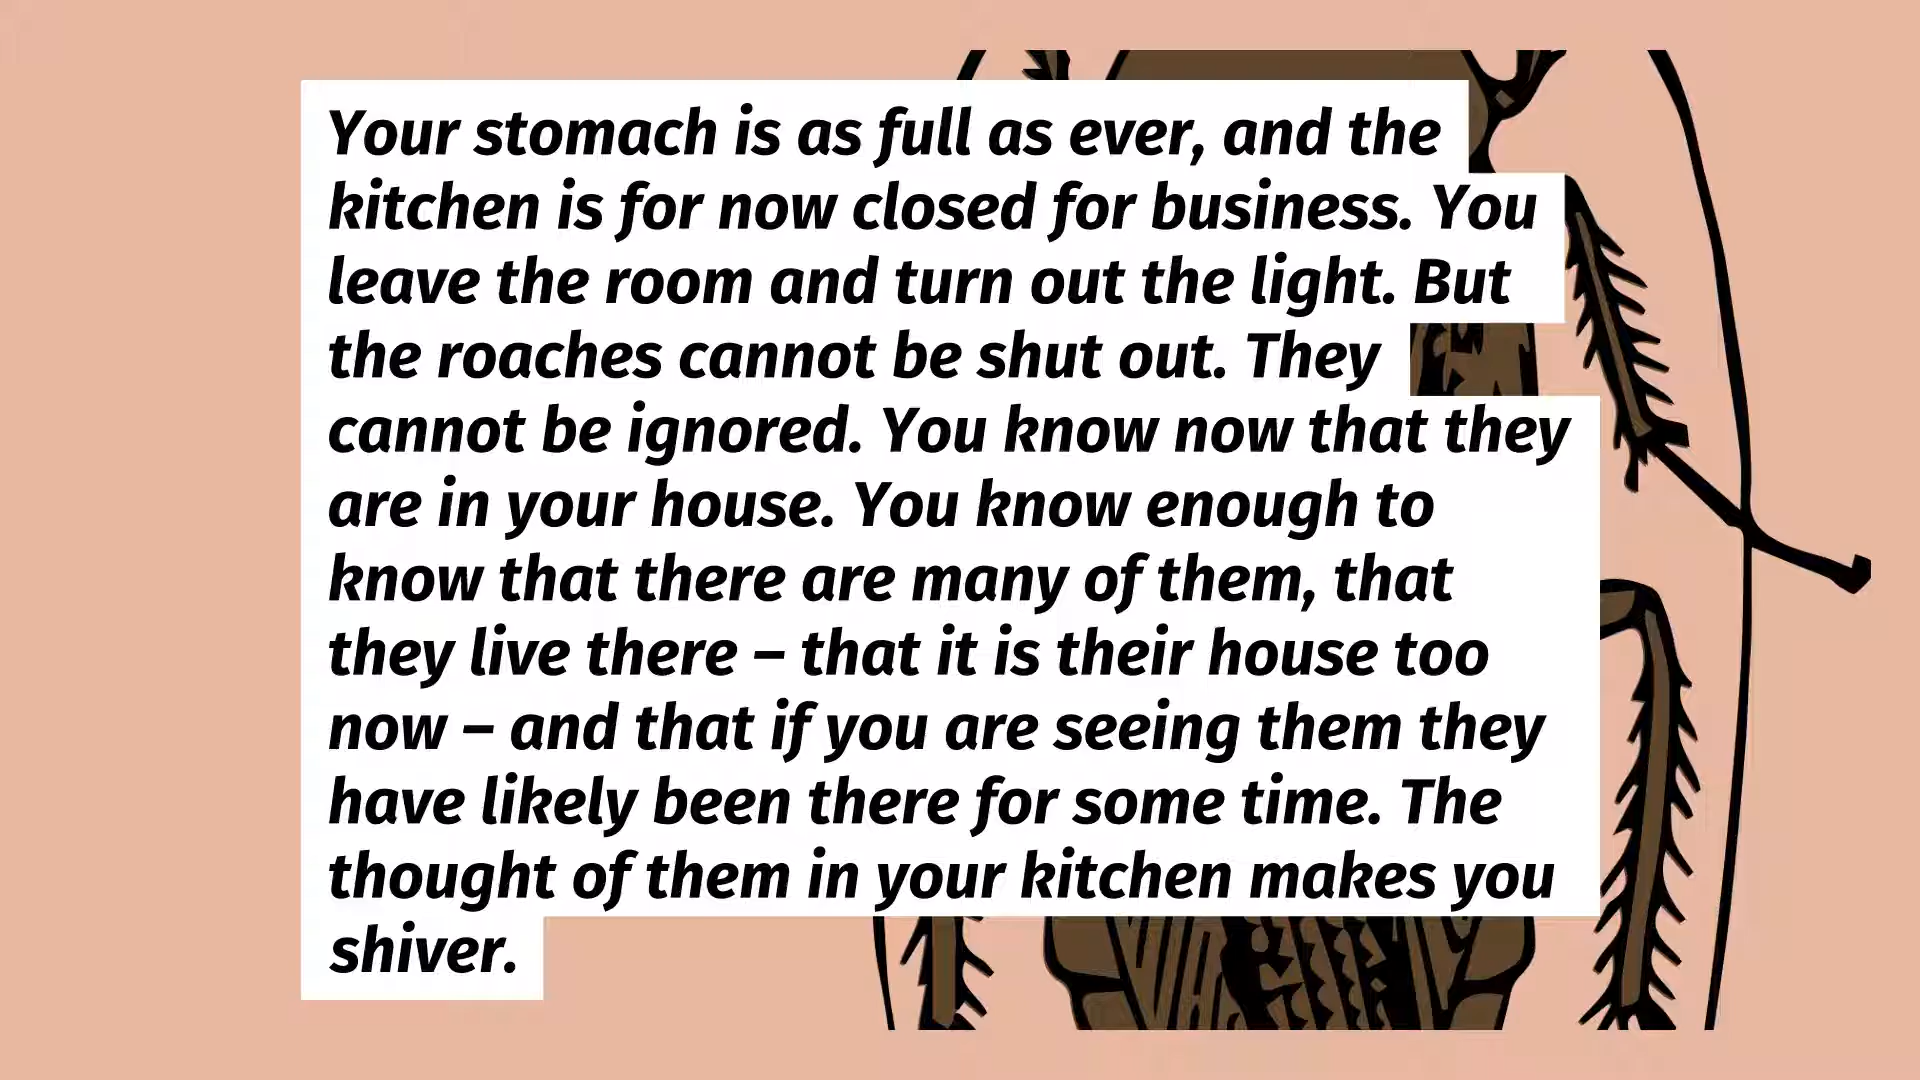 Your stomach is as full as ever, and the
kitchen is for now closed for business. You
leave the room and turn out the light. But
the roaches cannot be shut out. They
cannot be ignored. You know now that they
are in your house. You know enough to
know that there are many of them, that
they live there – that it is their house too
now – and that if you are seeing them they
have likely been there for some time. The
thought of them in your kitchen makes you
shiver.